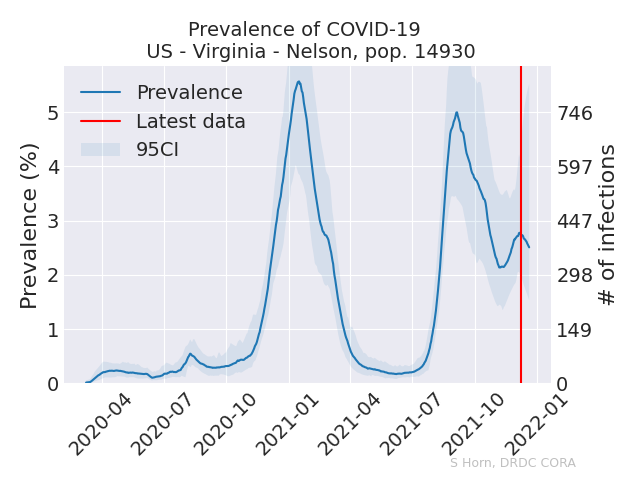 Prevalence of COVID-19
US - Virginia - Nelson, pop. 14930
Prevalence
Latest data
95CI
Prevalence (%)
5
4
3
2
1
0
746
597
447
298
149
0
# of infections
2020-04
2020-07
2020-10
2021-01
2021-04
2021-07
2021-10
2022-01
S Horn, DRDC CORA